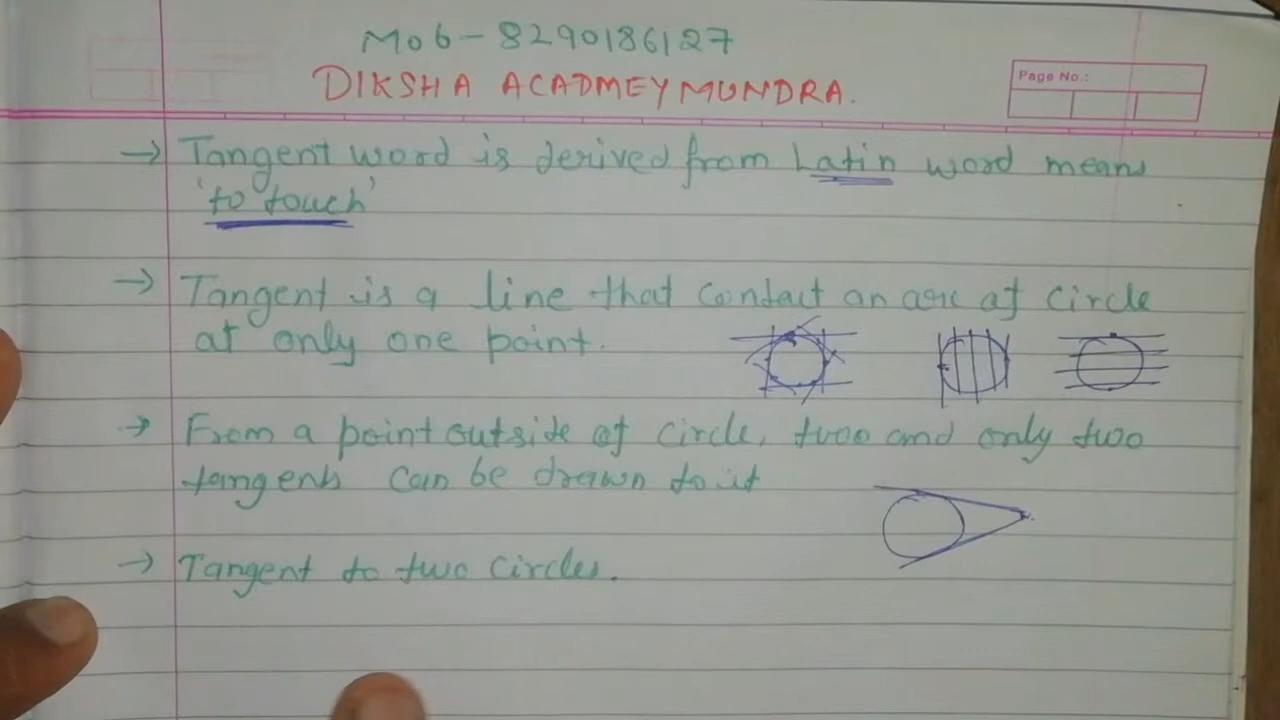 Mob - 8290186127
DIKSHA ACADMEY MUNDRA.
Page No.:
→ Tangent word is derived from Latin word means
'to touch'
→ Tangent is a line that contact an arc of circle
at only one point.
→ From a point outside of circle, two and only two
tangents can be drawn to it
→ Tangent to two circles.